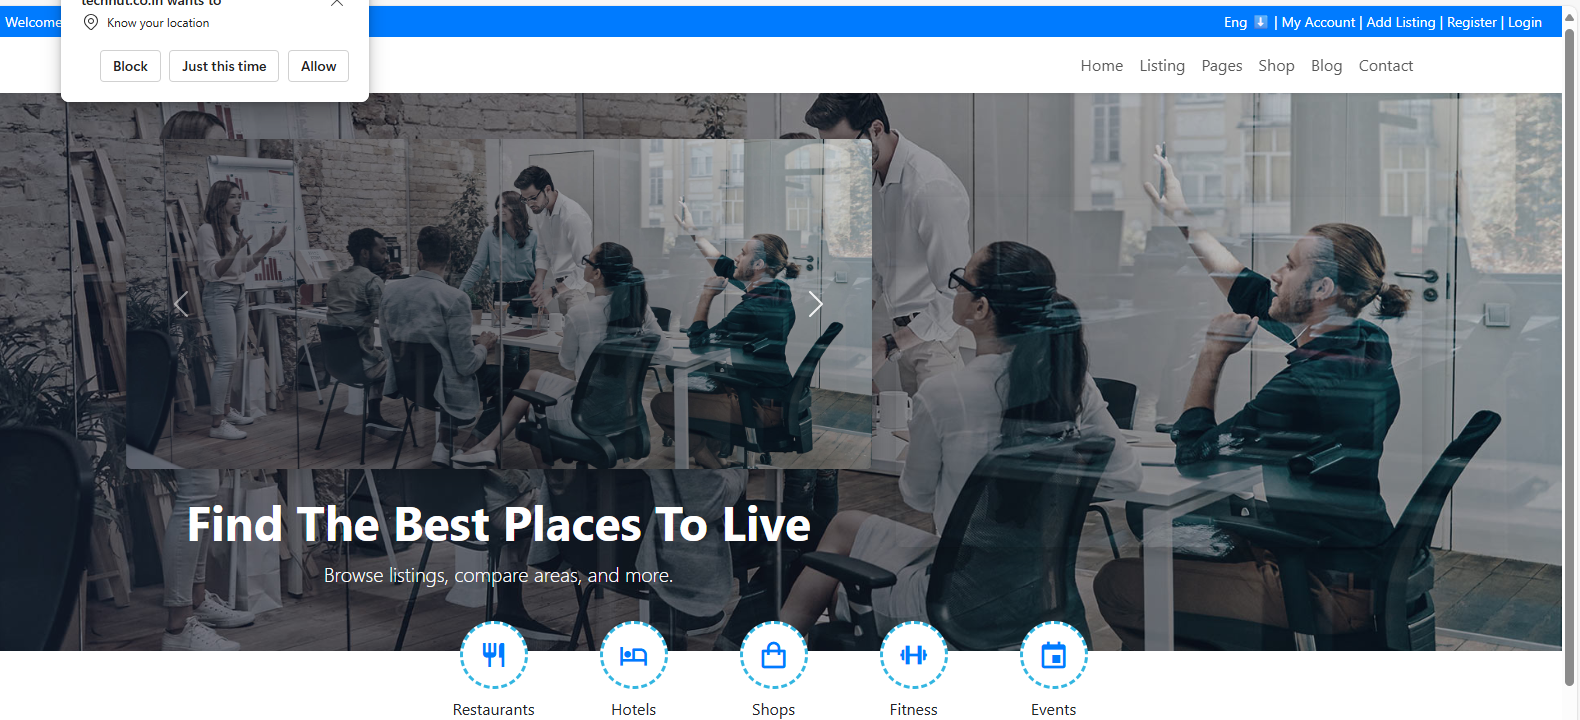 technut.co.in wants to
Know your location
Block
Just this time
Allow
Welcome
Eng ⬇️ | My Account | Add Listing | Register | Login
Home
Listing
Pages
Shop
Blog
Contact
Find The Best Places To Live
Browse listings, compare areas, and more.
Restaurants
Hotels
Shops
Fitness
Events